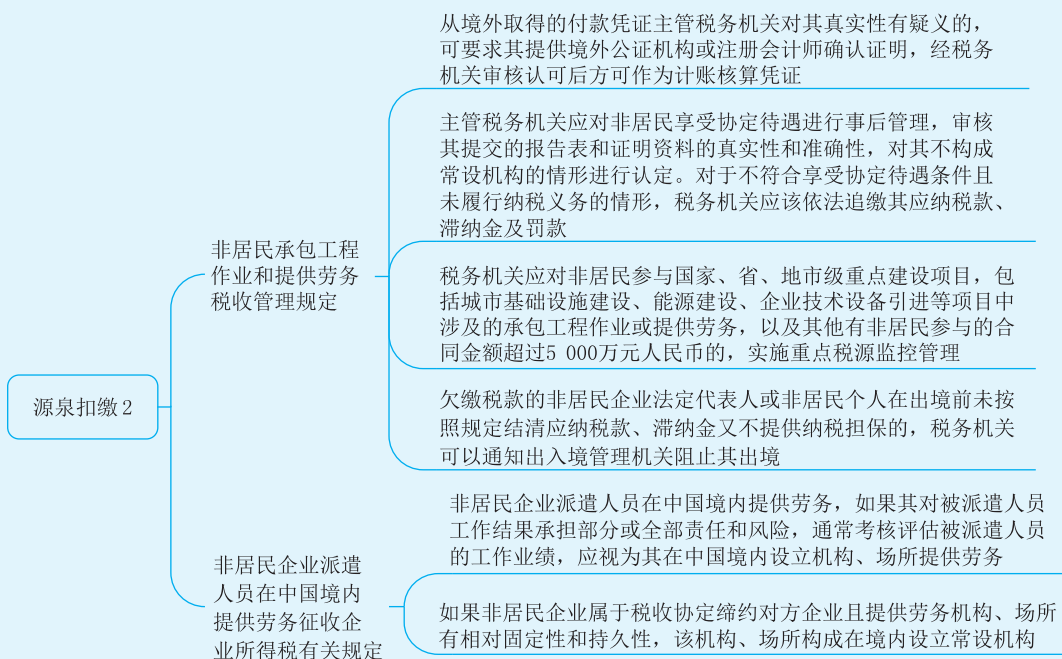 源泉扣缴2
非居民承包工程
作业和提供劳务
税收管理规定
从境外取得的付款凭证主管税务机关对其真实性有疑义的，
可要求其提供境外公证机构或注册会计师确认证明，经税务
机关审核认可后方可作为计账核算凭证
主管税务机关应对非居民享受协定待遇进行事后管理，审核
其提交的报告表和证明资料的真实性和准确性，对其不构成
常设机构的情形进行认定。对于不符合享受协定待遇条件且
未履行纳税义务的情形，税务机关应该依法追缴其应纳税款、
滞纳金及罚款
税务机关应对非居民参与国家、省、地市级重点建设项目，包
括城市基础设施建设、能源建设、企业技术设备引进等项目中
涉及的承包工程作业或提供劳务，以及其他有非居民参与的合
同金额超过5 000万元人民币的，实施重点税源监控管理
欠缴税款的非居民企业法定代表人或非居民个人在出境前未按
照规定结清应纳税款、滞纳金又不提供纳税担保的，税务机关
可以通知出入境管理机关阻止其出境
非居民企业派遣
人员在中国境内
提供劳务征收企
业所得税有关规定
非居民企业派遣人员在中国境内提供劳务，如果其对被派遣人员
工作结果承担部分或全部责任和风险，通常考核评估被派遣人员
的工作业绩，应视为其在中国境内设立机构、场所提供劳务
如果非居民企业属于税收协定缔约对方企业且提供劳务机构、场所
有相对固定性和持久性，该机构、场所构成在境内设立常设机构